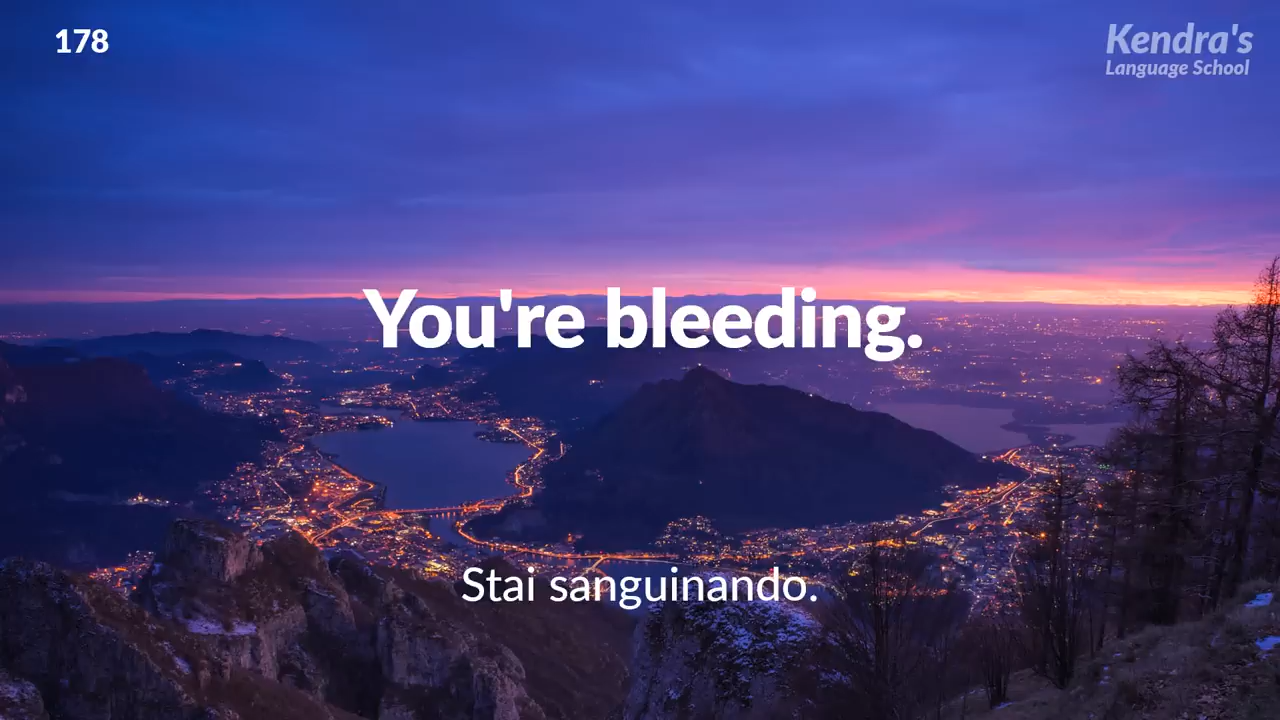 178
Kendra's
Language School
You're bleeding.
Stai sanguinando.